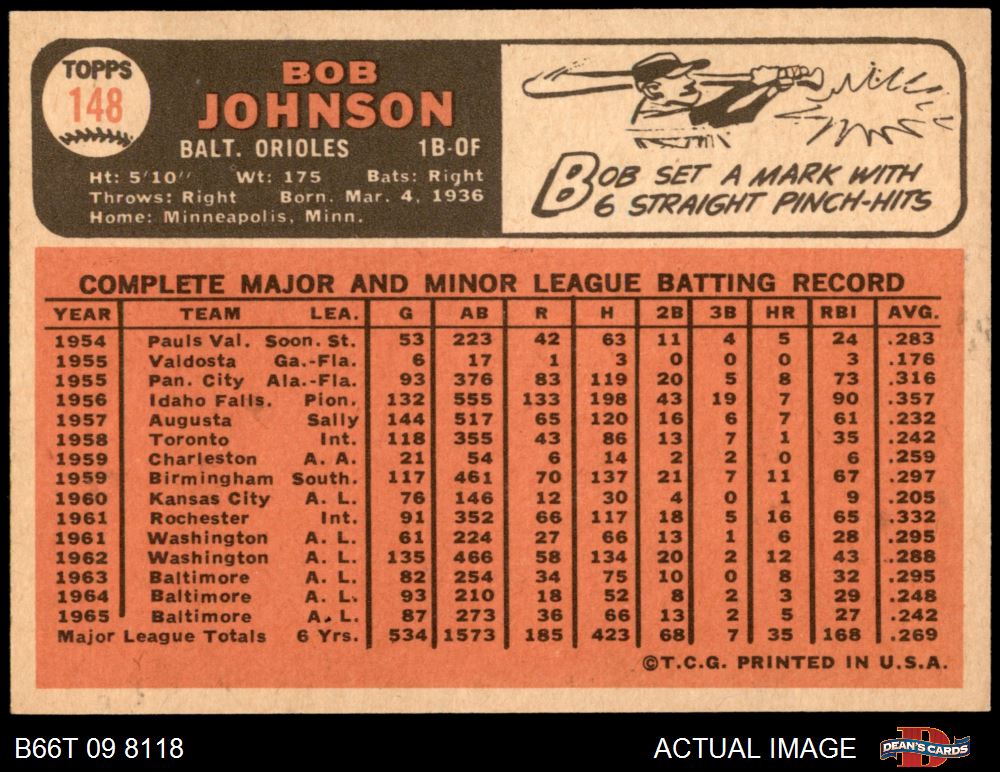 TOPPS
148
BOB
JOHNSON
BALT. ORIOLES 1B-OF
Ht: 5'10" Wt: 175 Bats: Right
Throws: Right Born. Mar. 4, 1936
Home: Minneapolis, Minn.
BOB SET A MARK WITH
6 STRAIGHT PINCH-HITS
COMPLETE MAJOR AND MINOR LEAGUE BATTING RECORD
YEAR TEAM LEA. G AB R H 2B 3B HR RBI AVG.
1954 Pauls Val. Soon. St. 53 223 42 63 11 4 5 24 .283
1955 Valdosta Ga.-Fla. 6 17 1 3 0 0 0 3 .176
1955 Pan. City Ala.-Fla. 93 376 83 119 20 5 8 73 .316
1956 Idaho Falls. Pion. 132 555 133 198 43 19 7 90 .357
1957 Augusta Sally 144 517 65 120 16 6 7 61 .232
1958 Toronto Int. 118 355 43 86 13 7 1 35 .242
1959 Charleston A. A. 21 54 6 14 2 2 0 6 .259
1959 Birmingham South. 117 461 70 137 21 7 11 67 .297
1960 Kansas City A. L. 76 146 12 30 4 0 1 9 .205
1961 Rochester Int. 91 352 66 117 18 5 16 65 .332
1961 Washington A. L. 61 224 27 66 13 1 6 28 .295
1962 Washington A. L. 135 466 58 134 20 2 12 43 .288
1963 Baltimore A. L. 82 254 34 75 10 0 8 32 .295
1964 Baltimore A. L. 93 210 18 52 8 2 3 29 .248
1965 Baltimore A. L. 87 273 36 66 13 2 5 27 .242
Major League Totals 6 Yrs. 534 1573 185 423 68 7 35 168 .269
©T.C.G. PRINTED IN U.S.A.
B66T 09 8118 ACTUAL IMAGE DEAN'S CARDS